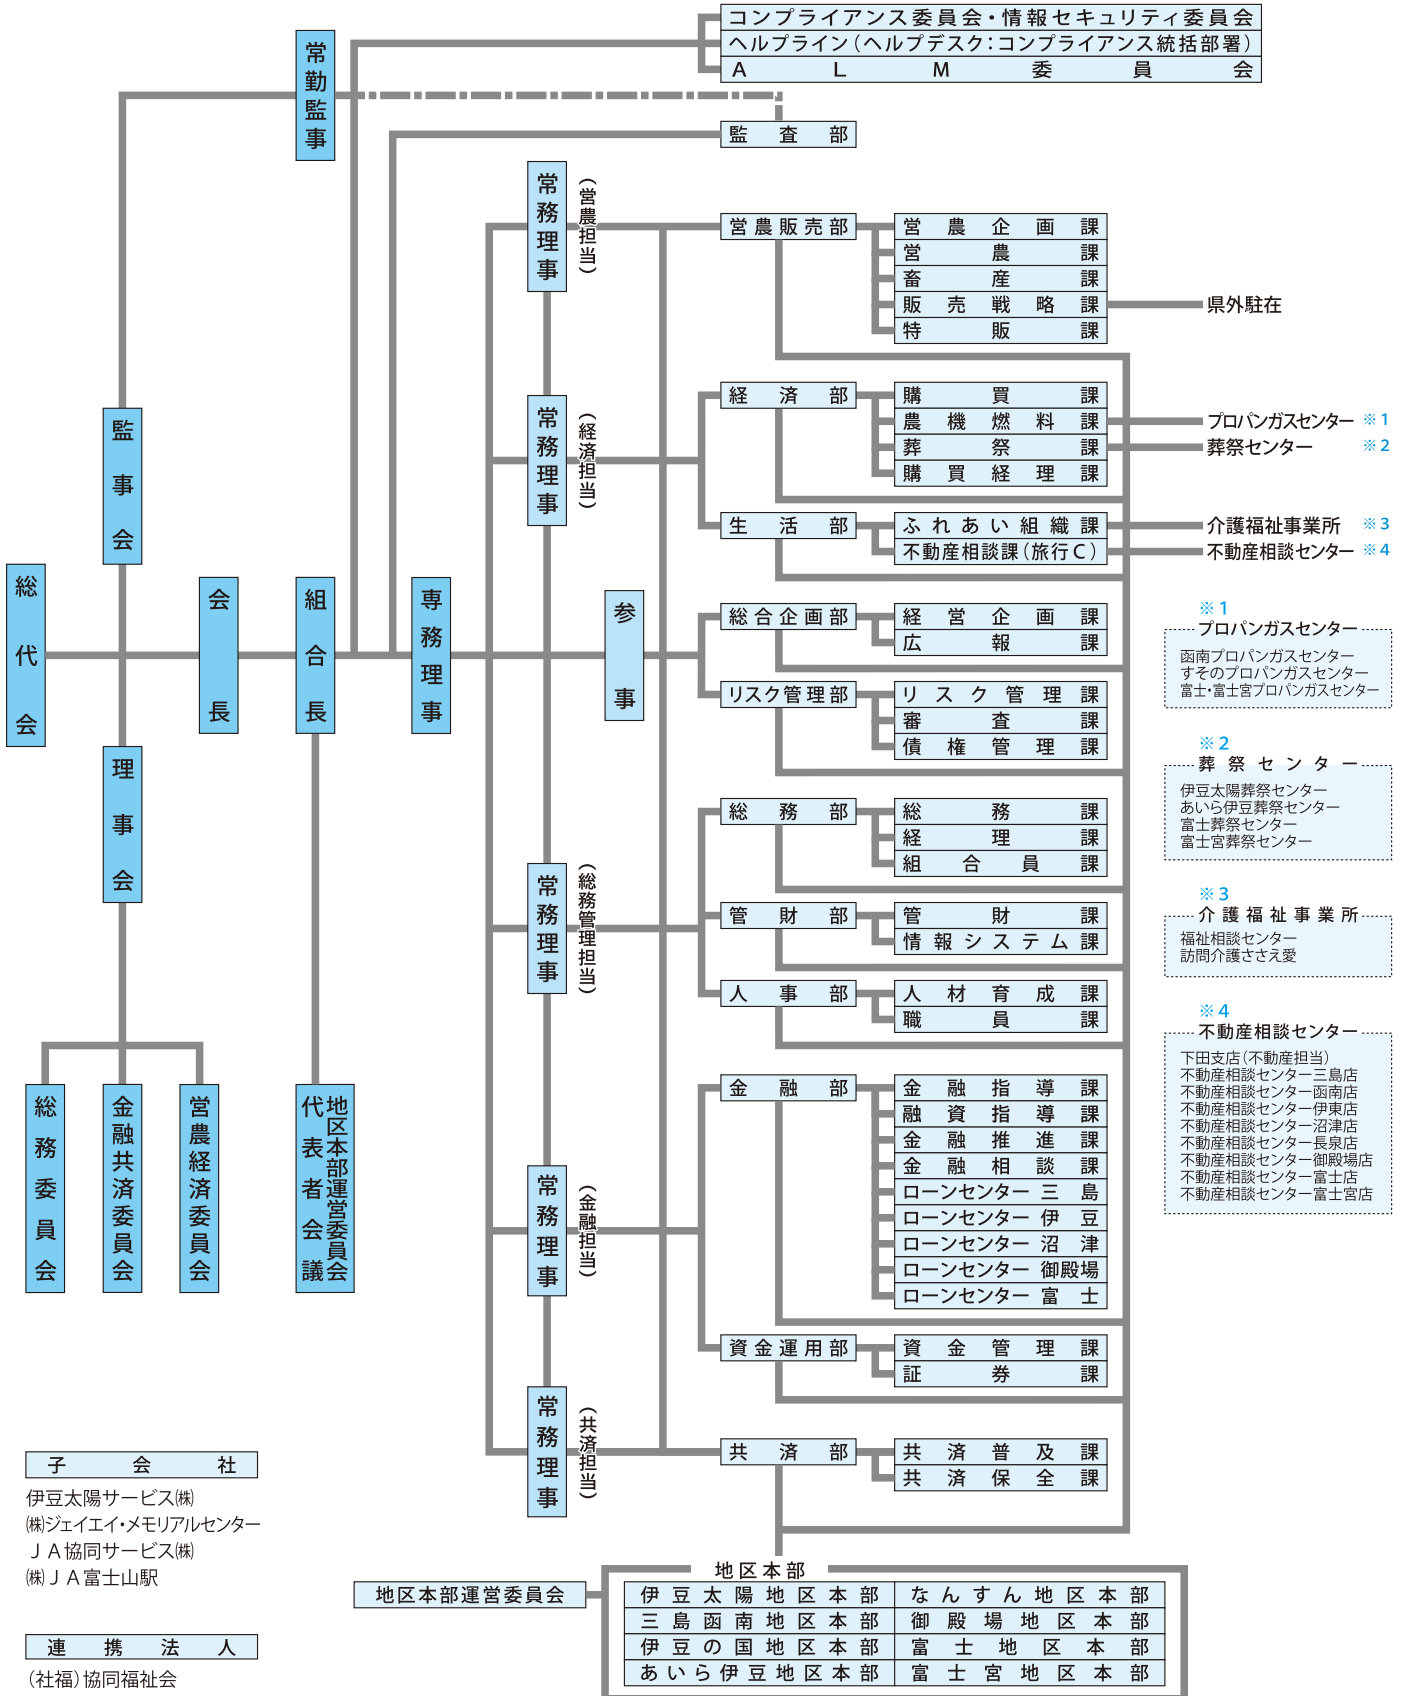 コンプライアンス委員会・情報セキュリティ委員会
ヘルプライン（ヘルプデスク：コンプライアンス統括部署）
ALM委員会
常勤監事
監査部
監事会
総代会
会長
組合長
専務理事
参事
理事会
総務委員会
金融共済委員会
営農経済委員会
地区本部運営委員会
代表者会議
常務理事
（営農担当）
営農販売部
営農企画課
営農課
畜産課
販売戦略課
県外駐在
特販課
常務理事
（経済担当）
経済部
購買課
農機燃料課
プロパンガスセンター ※1
葬祭課
葬祭センター ※2
購買経理課
生活部
ふれあい組織課
介護福祉事業所 ※3
不動産相談課（旅行C）
不動産相談センター ※4
総合企画部
経営企画課
広報課
リスク管理部
リスク管理課
審査課
債権管理課
常務理事
（総務管理担当）
総務部
総務課
経理課
組合員課
管財部
管財課
情報システム課
人事部
人材育成課
職員課
常務理事
（金融担当）
金融部
金融指導課
融資指導課
金融推進課
金融相談課
ローンセンター 三島
ローンセンター 伊豆
ローンセンター 沼津
ローンセンター 御殿場
ローンセンター 富士
資金運用部
資金管理課
証券課
常務理事
（共済担当）
共済部
共済普及課
共済保全課
※1
プロパンガスセンター
函南プロパンガスセンター
すそのプロパンガスセンター
富士・富士宮プロパンガスセンター
※2
葬祭センター
伊豆太陽葬祭センター
あいら伊豆葬祭センター
富士葬祭センター
富士宮葬祭センター
※3
介護福祉事業所
福祉相談センター
訪問介護ささえ愛
※4
不動産相談センター
下田支店（不動産担当）
不動産相談センター三島店
不動産相談センター函南店
不動産相談センター伊東店
不動産相談センター沼津店
不動産相談センター長泉店
不動産相談センター御殿場店
不動産相談センター富士店
不動産相談センター富士宮店
子会社
伊豆太陽サービス㈱
㈱ジェイエイ・メモリアルセンター
JA協同サービス㈱
㈱JA富士山駅
連携法人
（社福）協同福祉会
地区本部運営委員会
地区本部
伊豆太陽地区本部 なんすん地区本部
三島函南地区本部 御殿場地区本部
伊豆の国地区本部 富士地区本部
あいら伊豆地区本部 富士宮地区本部